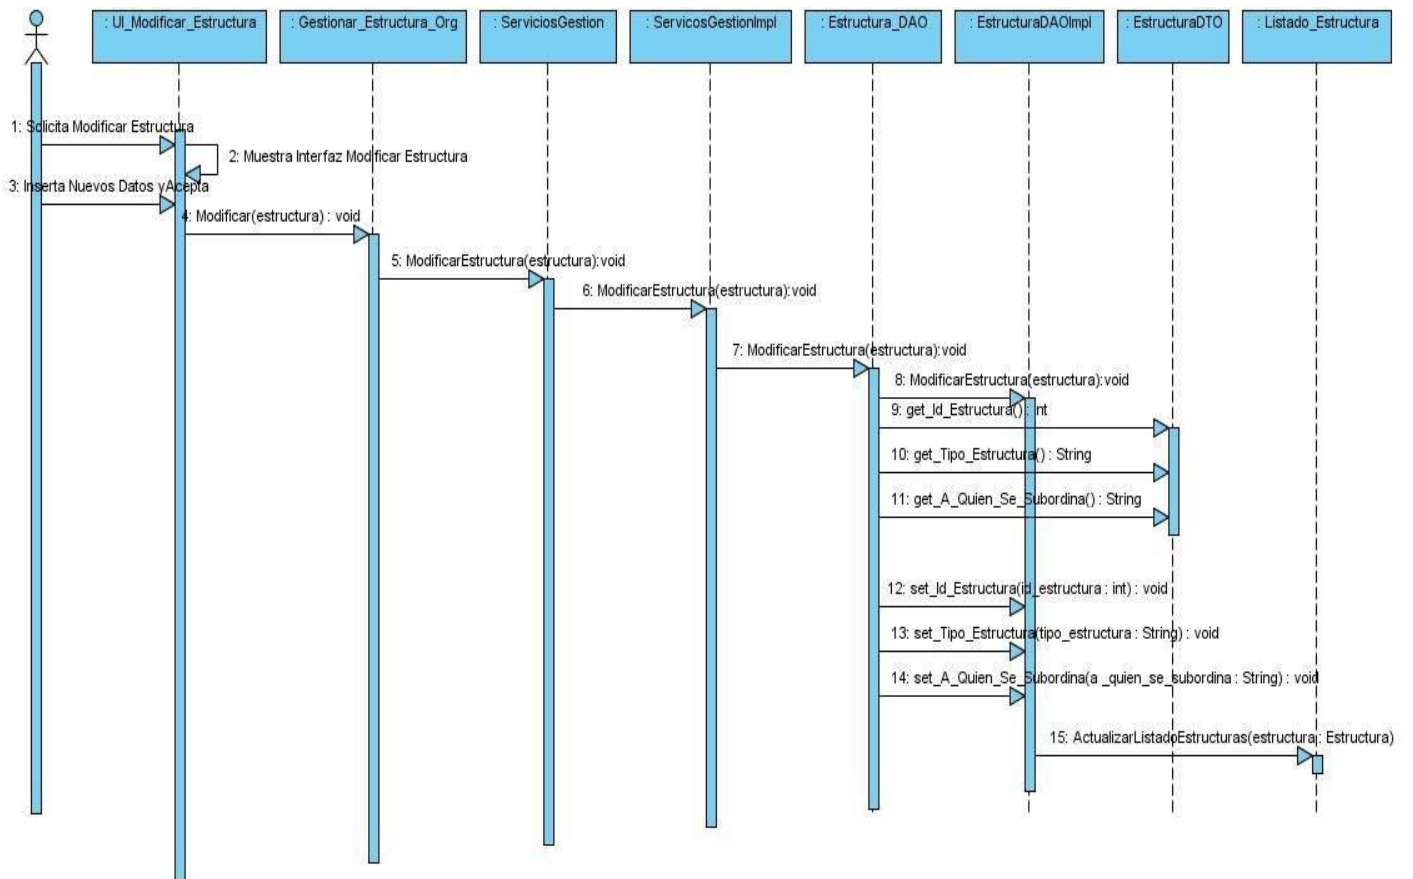 : UI_Modificar_Estructura
: Gestionar_Estructura_Org
: ServiciosGestion
: ServicosGestionImpl
: Estructura_DAO
: EstructuraDAOImpl
: EstructuraDTO
: Listado_Estructura
1: Solicita Modificar Estructura
2: Muestra Interfaz Modificar Estructura
3: Inserta Nuevos Datos yAcepta
4: Modificar(estructura) : void
5: ModificarEstructura(estructura):void
6: ModificarEstructura(estructura):void
7: ModificarEstructura(estructura):void
8: ModificarEstructura(estructura):void
9: get_Id_Estructura() : int
10: get_Tipo_Estructura() : String
11: get_A_Quien_Se_Subordina() : String
12: set_Id_Estructura(id_estructura : int) : void
13: set_Tipo_Estructura(tipo_estructura : String) : void
14: set_A_Quien_Se_Subordina(a _quien_se_subordina : String) : void
15: ActualizarListadoEstructuras(estructura : Estructura)